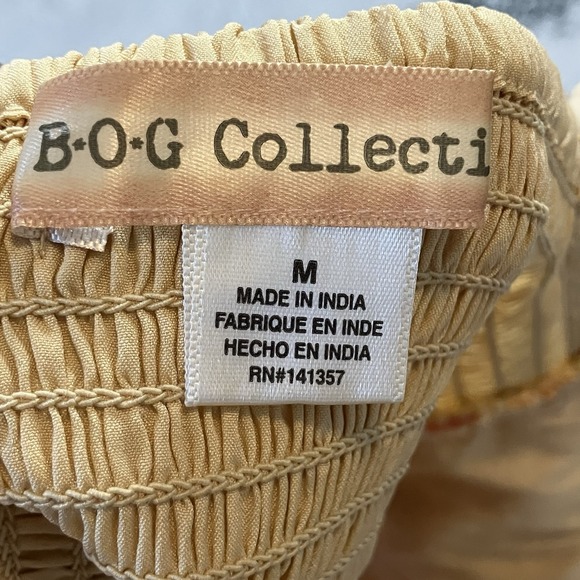 B*O*G Collecti
M
MADE IN INDIA
FABRIQUE EN INDE
HECHO EN INDIA
RN#141357